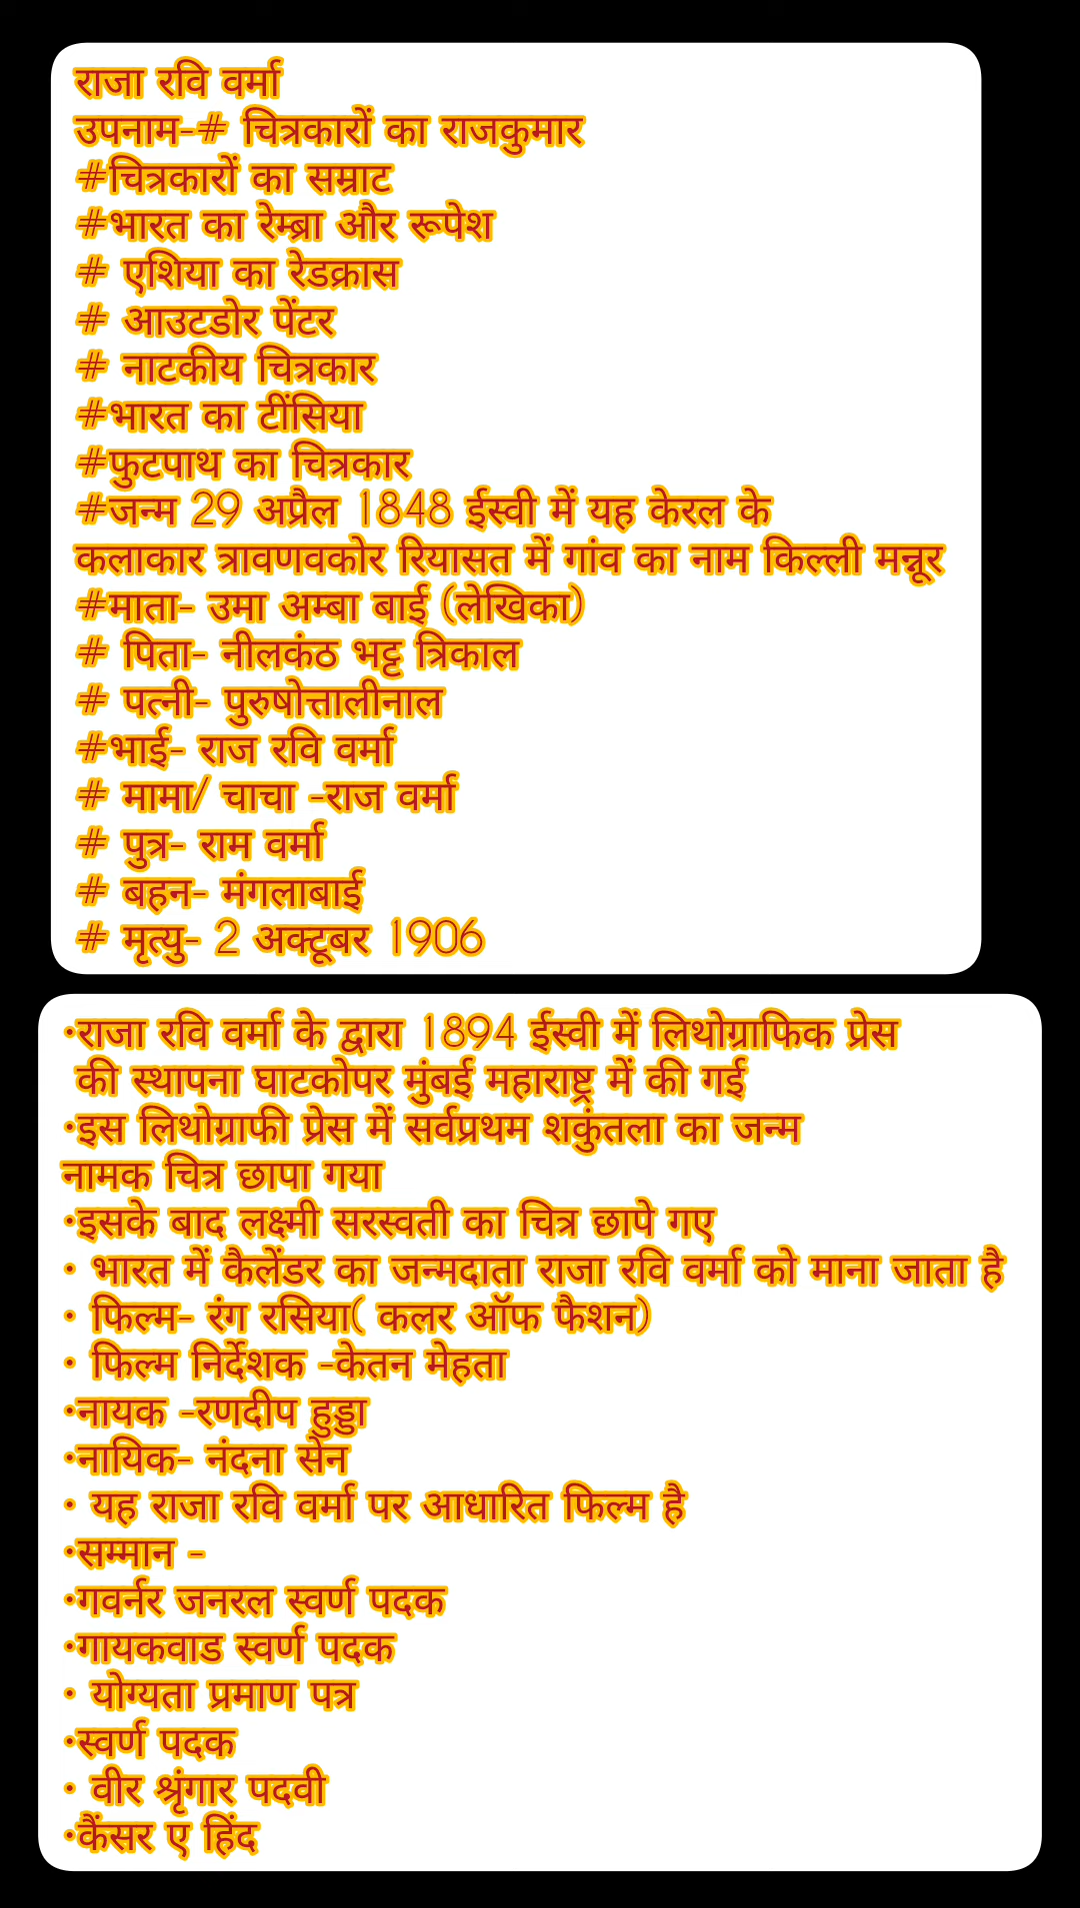 राजा रवि वर्मा
उपनाम-# चित्रकारों का राजकुमार
#चित्रकारों का सम्राट
#भारत का रेम्ब्रा और रूपेश
# एशिया का रेडक्रास
# आउटडोर पेंटर
# नाटकीय चित्रकार
#भारत का टींसिया
#फुटपाथ का चित्रकार
#जन्म 29 अप्रैल 1848 ईस्वी में यह केरल के
कलाकार त्रावणवकोर रियासत में गांव का नाम किल्ली मन्नूर
#माता- उमा अम्बा बाई (लेखिका)
# पिता- नीलकंठ भट्ट त्रिकाल
# पत्नी- पुरुषोत्तालीनाल
#भाई- राज रवि वर्मा
# मामा/ चाचा -राज वर्मा
# पुत्र- राम वर्मा
# बहन- मंगलाबाई
# मृत्यु- 2 अक्टूबर 1906
•राजा रवि वर्मा के द्वारा 1894 ईस्वी में लिथोग्राफिक प्रेस
की स्थापना घाटकोपर मुंबई महाराष्ट्र में की गई
•इस लिथोग्राफी प्रेस में सर्वप्रथम शकुंतला का जन्म
नामक चित्र छापा गया
•इसके बाद लक्ष्मी सरस्वती का चित्र छापे गए
• भारत में कैलेंडर का जन्मदाता राजा रवि वर्मा को माना जाता है
• फिल्म- रंग रसिया( कलर ऑफ फैशन)
• फिल्म निर्देशक -केतन मेहता
•नायक -रणदीप हुड्डा
•नायिक- नंदना सेन
• यह राजा रवि वर्मा पर आधारित फिल्म है
•सम्मान -
•गवर्नर जनरल स्वर्ण पदक
•गायकवाड स्वर्ण पदक
• योग्यता प्रमाण पत्र
•स्वर्ण पदक
• वीर श्रृंगार पदवी
•कैंसर ए हिंद